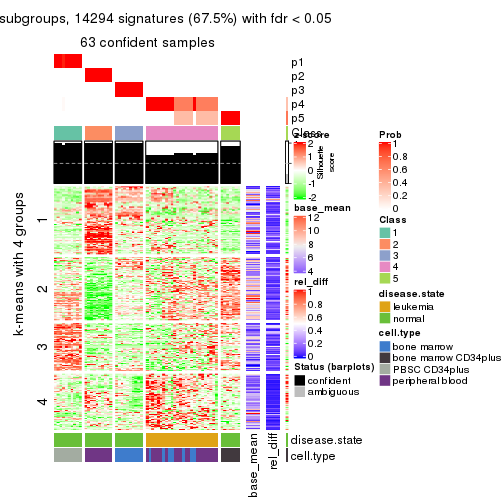 subgroups, 14294 signatures (67.5%) with fdr < 0.05
63 confident samples
p1
p2
p3
p4
p5
Class
Silhouette
score
k-means with 4 groups
1
2
3
4
z-score
2
1
0
-1
-2
base_mean
12
10
8
6
4
rel_diff
1
0.8
0.6
0.4
0.2
0
Status (barplots)
confident
ambiguous
Prob
1
0.8
0.6
0.4
0.2
0
Class
1
2
3
4
5
disease.state
leukemia
normal
cell.type
bone marrow
bone marrow CD34plus
PBSC CD34plus
peripheral blood
disease.state
cell.type
base_mean
rel_diff